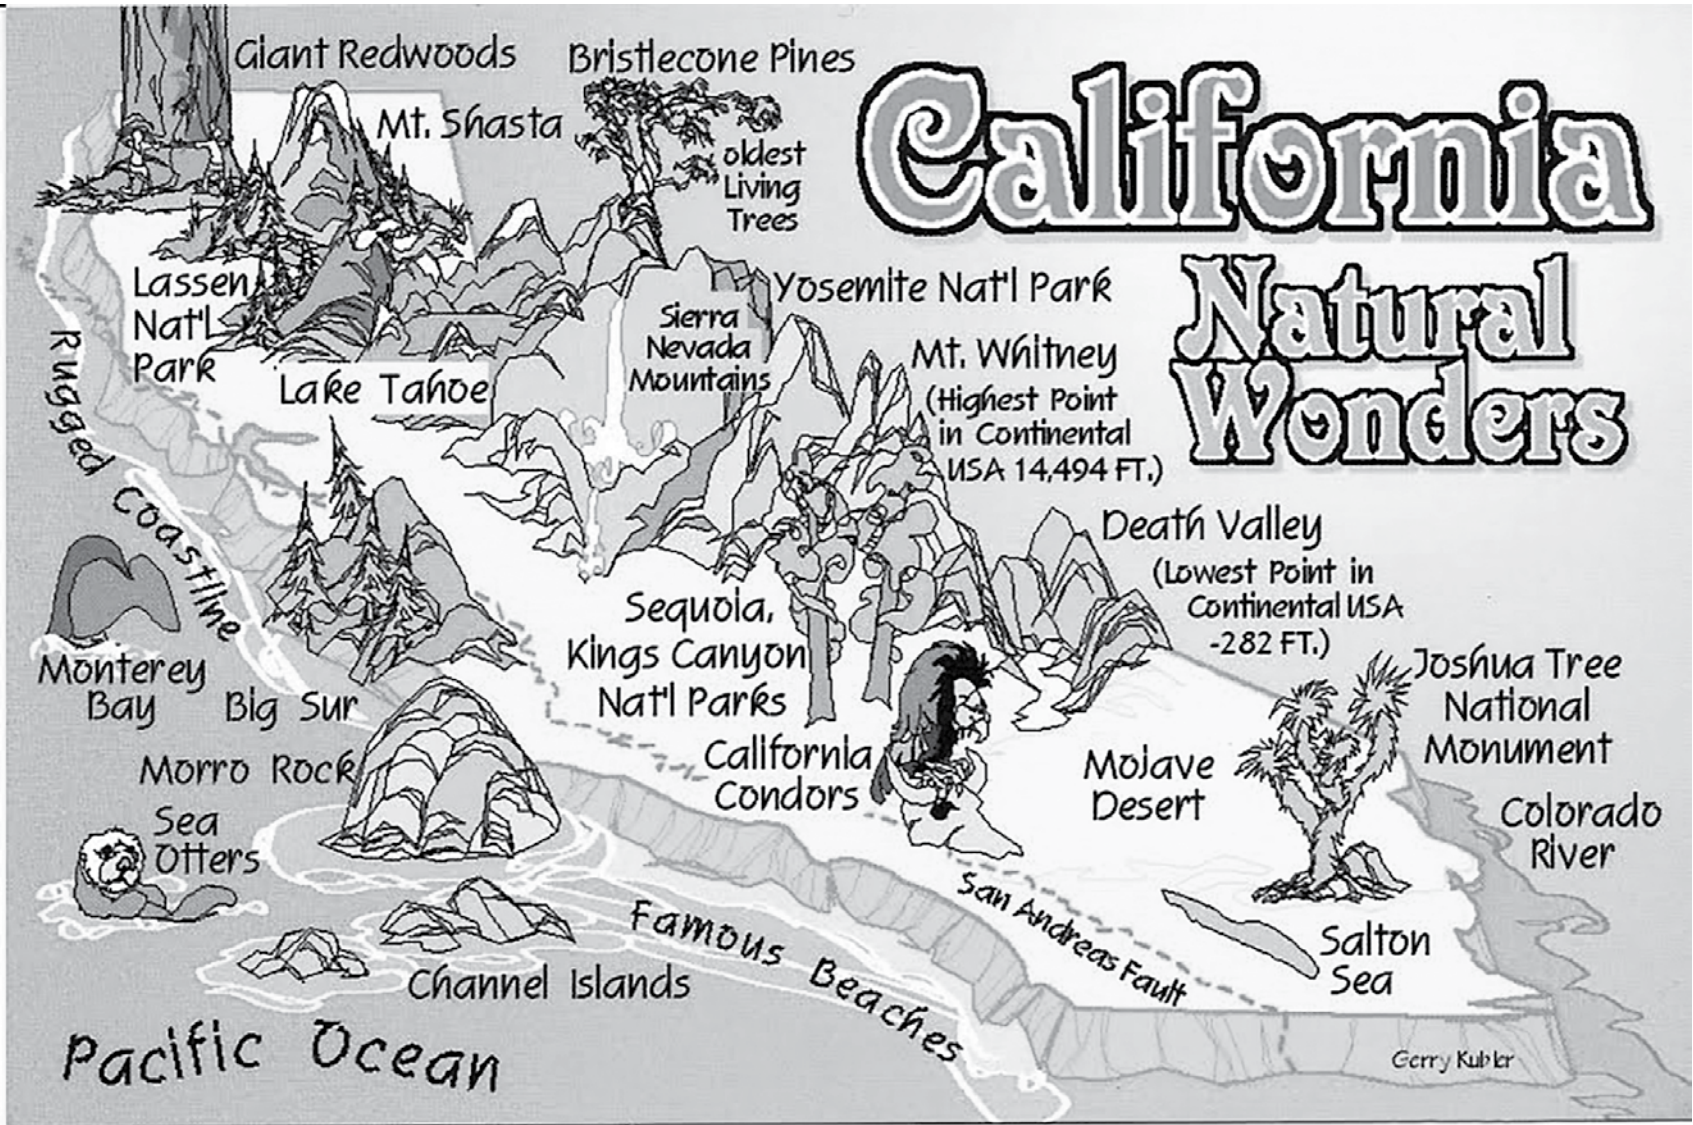 Giant Redwoods
Bristlecone Pines
California
Mt. Shasta
oldest
Living
Trees
Natural
Wonders
Lassen
Nat'l
Park
Yosemite Nat'l Park
Sierra
Nevada
Mountains
Mt. Whitney
(Highest Point
in Continental
USA 14,494 FT.)
Lake Tahoe
Rugged Coastline
Death Valley
(Lowest Point in
Continental USA
-282 FT.)
Sequoia,
Kings Canyon
Nat'l Parks
Monterey
Bay
Big Sur
Joshua Tree
National
Monument
Morro Rock
California
Condors
Mojave
Desert
Colorado
River
Sea
Otters
San Andreas Fault
Famous Beaches
Salton
Sea
Channel Islands
Pacific Ocean
Gerry Kubler